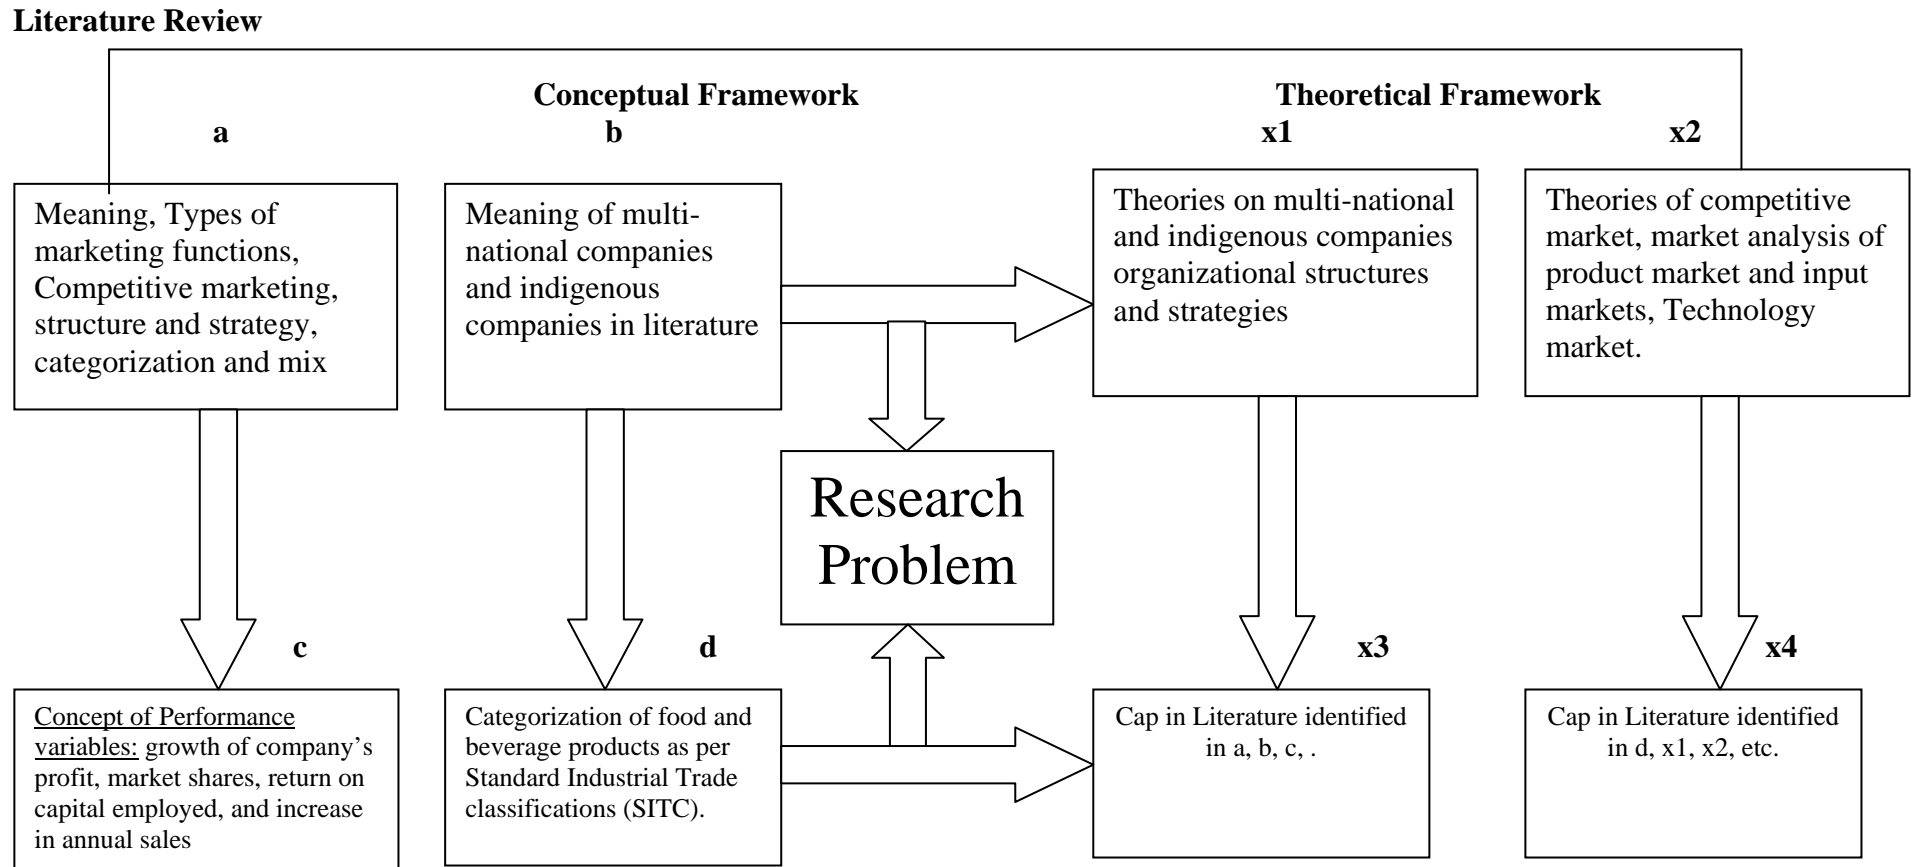 Literature Review
Conceptual Framework
Theoretical Framework
a
b
x1
x2
Meaning, Types of
marketing functions,
Competitive marketing,
structure and strategy,
categorization and mix
Meaning of multi-
national companies
and indigenous
companies in literature
Theories on multi-national
and indigenous companies
organizational structures
and strategies
Theories of competitive
market, market analysis of
product market and input
markets, Technology
market.
Research
Problem
c
d
x3
x4
Concept of Performance
variables: growth of company’s
profit, market shares, return on
capital employed, and increase
in annual sales
Categorization of food and
beverage products as per
Standard Industrial Trade
classifications (SITC).
Cap in Literature identified
in a, b, c, .
Cap in Literature identified
in d, x1, x2, etc.